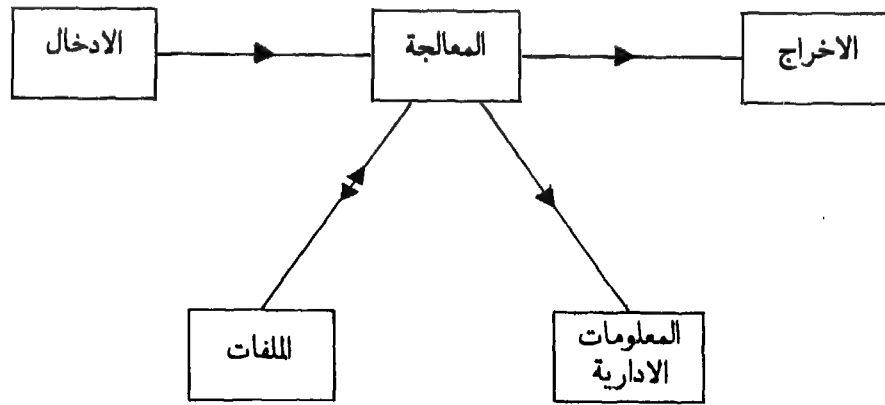 الادخال
المعالجة
الاخراج
الملفات
المعلومات
الادارية